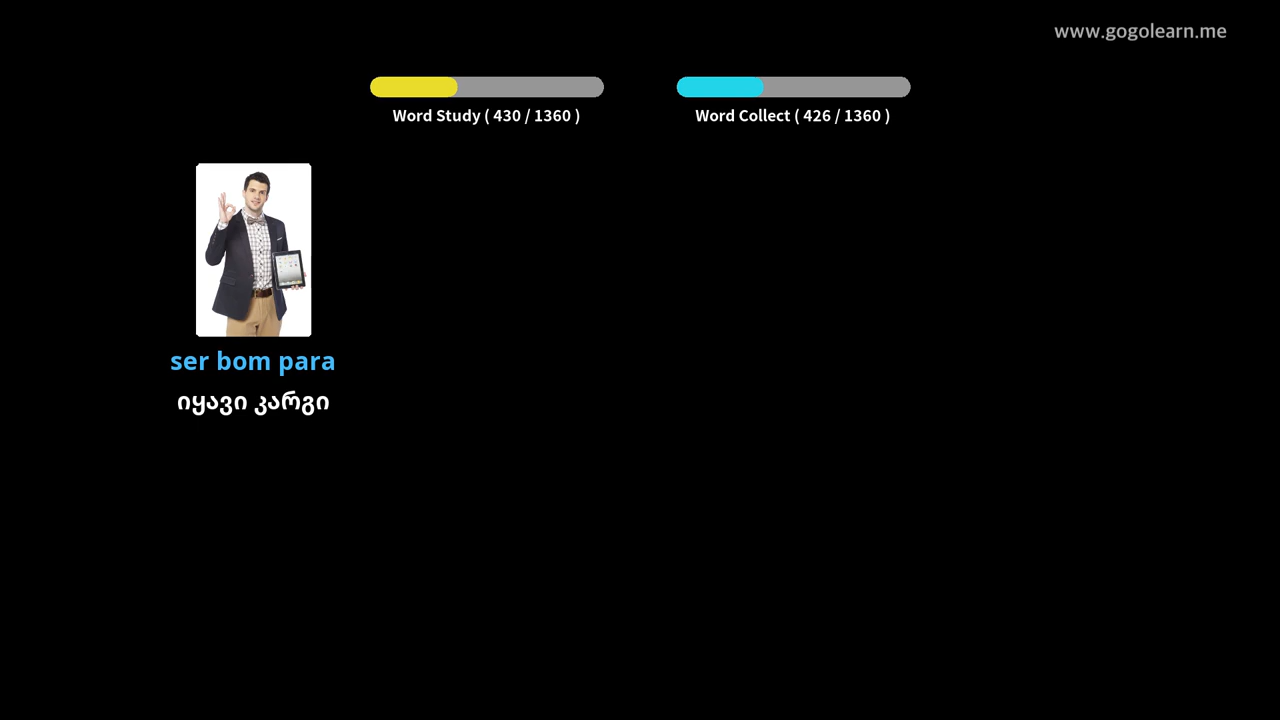 www.gogolearn.me
Word Study ( 430 / 1360 )
Word Collect ( 426 / 1360 )
ser bom para
იყავი კარგი